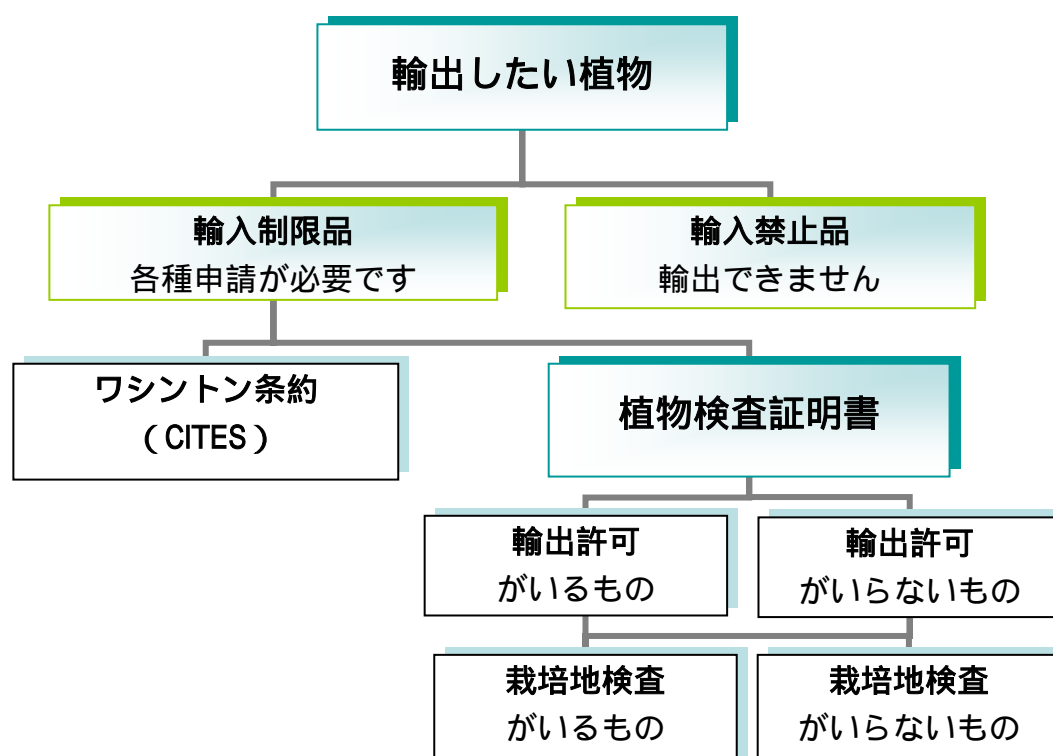 輸出したい植物
輸入制限品
各種申請が必要です
輸入禁止品
輸出できません
ワシントン条約
(CITES)
植物検査証明書
輸出許可
がいるもの
輸出許可
がいらないもの
栽培地検査
がいるもの
栽培地検査
がいらないもの